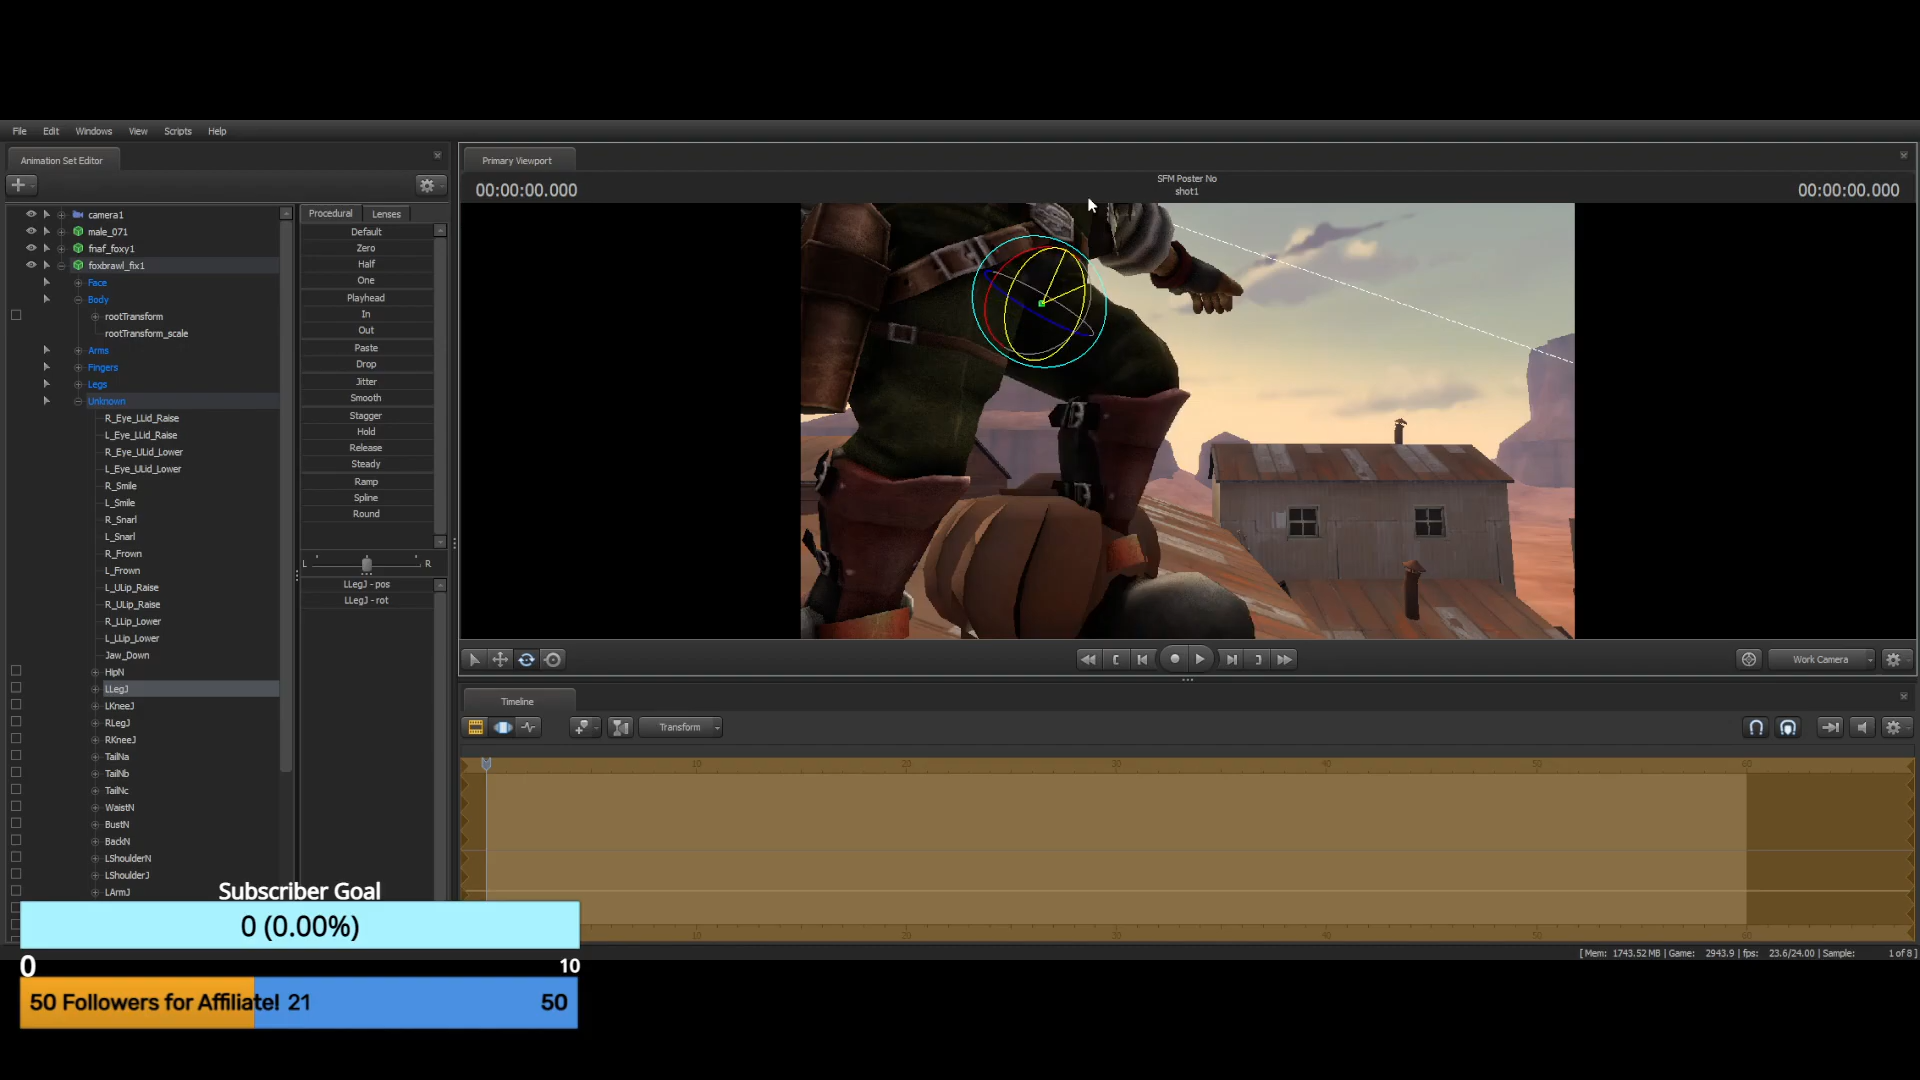 File Edit Windows View Scripts Help
Animation Set Editor
Primary Viewport
00:00:00.000
SFM Poster No
shot1
00:00:00.000
camera1
male_071
fnaf_foxy1
foxbrawl_fix1
Face
Body
rootTransform
rootTransform_scale
Arms
Fingers
Legs
Unknown
R_Eye_LLid_Raise
L_Eye_LLid_Raise
R_Eye_ULid_Lower
L_Eye_ULid_Lower
R_Smile
L_Smile
R_Snarl
L_Snarl
R_Frown
L_Frown
L_ULip_Raise
R_ULip_Raise
R_LLip_Lower
L_LLip_Lower
Jaw_Down
HipN
LLegJ
LKneeJ
RLegJ
RKneeJ
TailNa
TailNb
TailNc
WaistN
BustN
BackN
LShoulderN
LShoulderJ
LArmJ
Procedural Lenses
Default
Zero
Half
One
Playhead
In
Out
Paste
Drop
Jitter
Smooth
Stagger
Hold
Release
Steady
Ramp
Spline
Round
L R
LLegJ - pos
LLegJ - rot
Work Camera
Timeline
Transform
10 20 30 40 50 60
10 20 30 40 50 60
[ Mem: 1743.52 MB | Game: 2943.9 | fps: 23.6/24.00 | Sample: 1 of 8 ]
Subscriber Goal
0 (0.00%)
0 10
50 Followers for Affiliate! 21 50